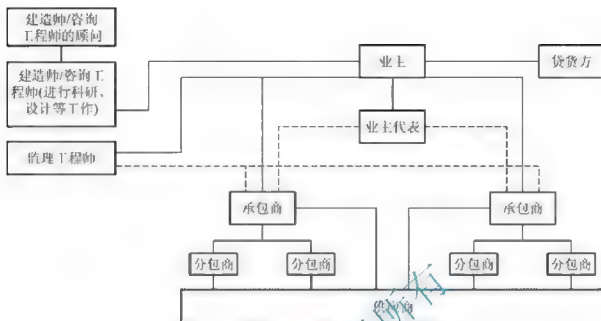 建造师/咨询
工程师的顾问
建造师/咨询工
程师(进行科研、
设计等工作)
业主
贷货方
业主代表
监理工程师
承包商
承包商
分包商
分包商
分包商
分包商
所有